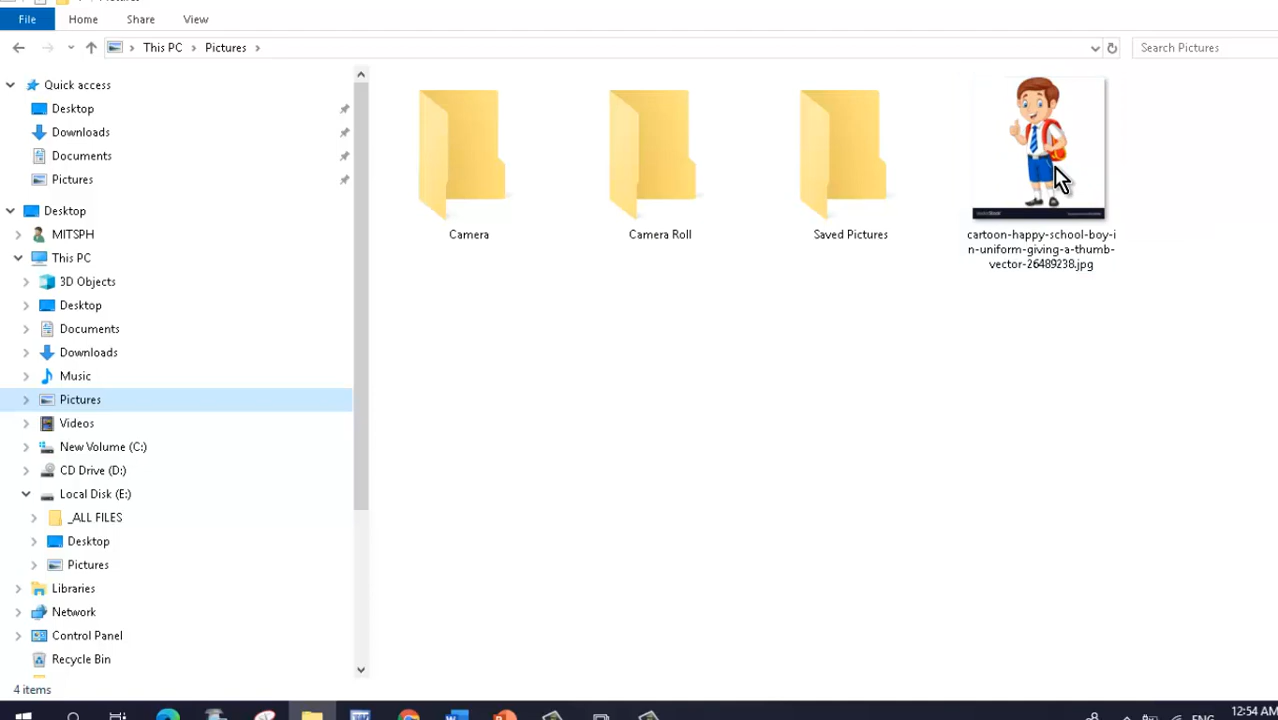 File Home Share View
This PC Pictures Search Pictures
Quick access
Desktop
Downloads
Documents
Pictures
Desktop
MITSPH
This PC
3D Objects
Desktop
Documents
Downloads
Music
Pictures
Videos
New Volume (C:)
CD Drive (D:)
Local Disk (E:)
_ALL FILES
Desktop
Pictures
Libraries
Network
Control Panel
Recycle Bin
Camera
Camera Roll
Saved Pictures
cartoon-happy-school-boy-i
n-uniform-giving-a-thumb-
vector-26489238.jpg
4 items
ENG
12:54 AM